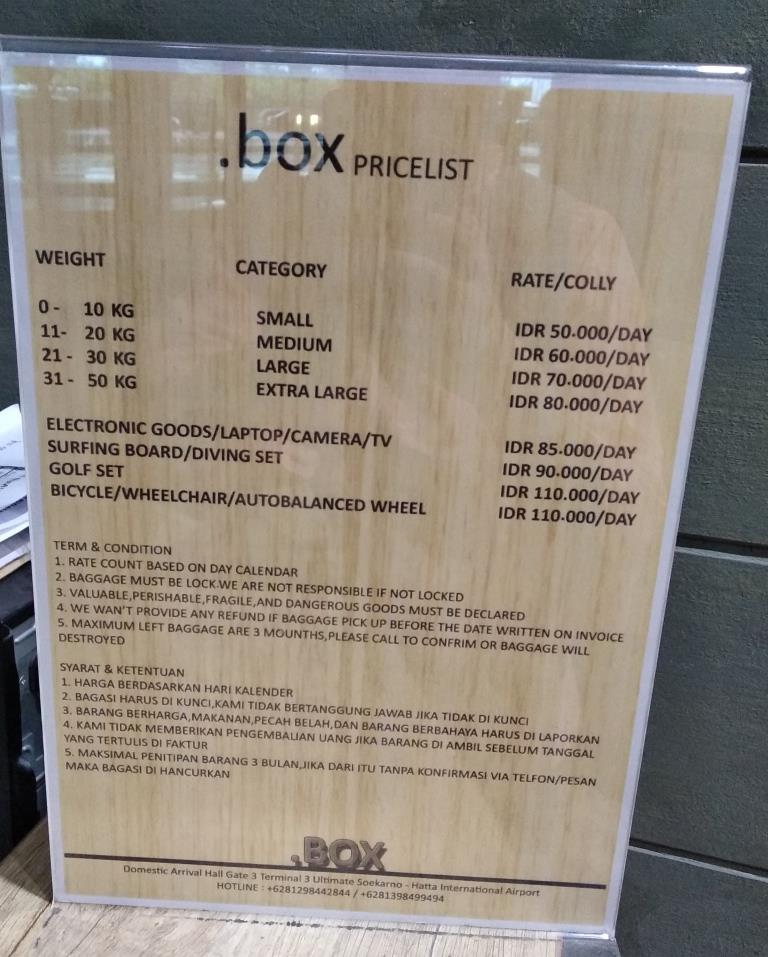 .box PRICELIST
WEIGHT CATEGORY RATE/COLLY
0 - 10 KG SMALL IDR 50.000/DAY
11- 20 KG MEDIUM IDR 60.000/DAY
21 - 30 KG LARGE IDR 70.000/DAY
31 - 50 KG EXTRA LARGE IDR 80.000/DAY
ELECTRONIC GOODS/LAPTOP/CAMERA/TV IDR 85.000/DAY
SURFING BOARD/DIVING SET IDR 90.000/DAY
GOLF SET IDR 110.000/DAY
BICYCLE/WHEELCHAIR/AUTOBALANCED WHEEL IDR 110.000/DAY
TERM & CONDITION
1. RATE COUNT BASED ON DAY CALENDAR
2. BAGGAGE MUST BE LOCK.WE ARE NOT RESPONSIBLE IF NOT LOCKED
3. VALUABLE,PERISHABLE,FRAGILE,AND DANGEROUS GOODS MUST BE DECLARED
4. WE WAN'T PROVIDE ANY REFUND IF BAGGAGE PICK UP BEFORE THE DATE WRITTEN ON INVOICE
5. MAXIMUM LEFT BAGGAGE ARE 3 MOUNTHS,PLEASE CALL TO CONFRIM OR BAGGAGE WILL
DESTROYED
SYARAT & KETENTUAN
1. HARGA BERDASARKAN HARI KALENDER
2. BAGASI HARUS DI KUNCI,KAMI TIDAK BERTANGGUNG JAWAB JIKA TIDAK DI KUNCI
3. BARANG BERHARGA,MAKANAN,PECAH BELAH,DAN BARANG BERBAHAYA HARUS DI LAPORKAN
4. KAMI TIDAK MEMBERIKAN PENGEMBALIAN UANG JIKA BARANG DI AMBIL SEBELUM TANGGAL
YANG TERTULIS DI FAKTUR
5. MAKSIMAL PENITIPAN BARANG 3 BULAN,JIKA DARI ITU TANPA KONFIRMASI VIA TELFON/PESAN
MAKA BAGASI DI HANCURKAN
.BOX
Domestic Arrival Hall Gate 3 Terminal 3 Ultimate Soekarno - Hatta International Airport
HOTLINE : +6281298442844 / +6281398499494